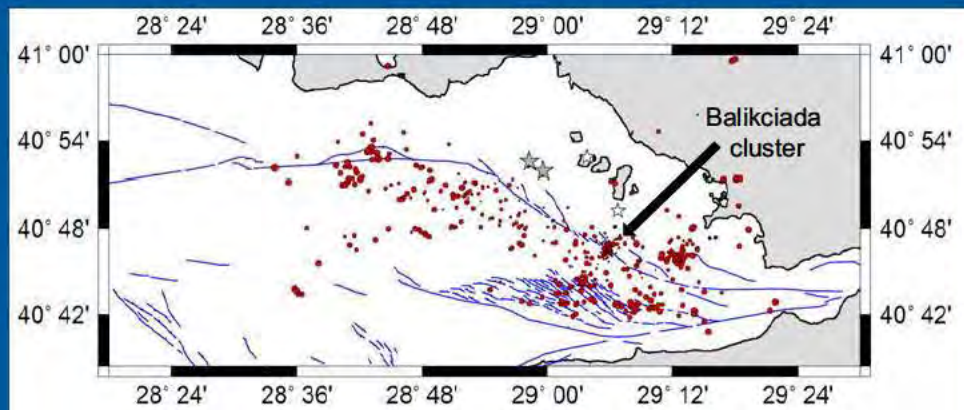 28° 24' 28° 36' 28° 48' 29° 00' 29° 12' 29° 24'
41° 00' 41° 00'
40° 54' 40° 54'
Balikciada
cluster
40° 48' 40° 48'
40° 42' 40° 42'
28° 24' 28° 36' 28° 48' 29° 00' 29° 12' 29° 24'